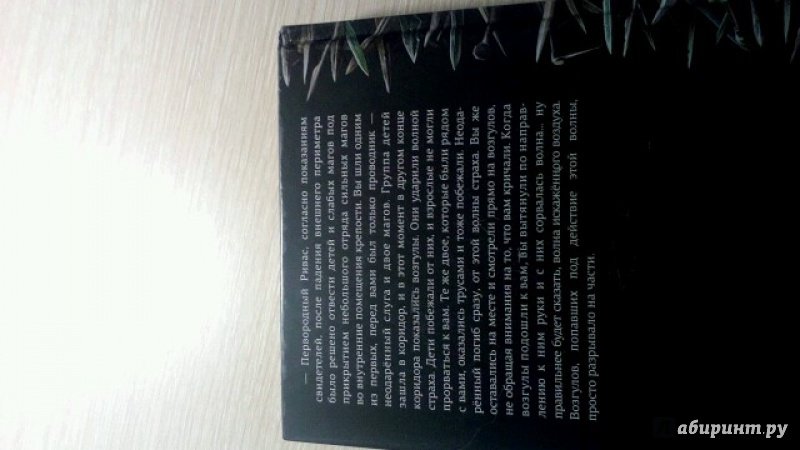 — Первородный Ривас, согласно показаниям
свидетелей, после падения внешнего периметра
было решено отвести детей и слабых магов под
прикрытием небольшого отряда сильных магов
во внутренние помещения крепости. Вы шли одним
из первых, перед вами был только проводник —
неодарённый слуга и двое магов. Группа детей
зашла в коридор, и в этот момент в другом конце
коридора показались возгулы. Они ударили волной
страха. Дети побежали от них, и взрослые не могли
прорваться к вам. Те же двое, которые были рядом
с вами, оказались трусами и тоже побежали. Неода-
рённый погиб сразу, от этой волны страха. Вы же
оставались на месте и смотрели прямо на возгулов,
не обращая внимания на то, что вам кричали. Когда
возгулы подошли к вам, Вы вытянули по направ-
лению к ним руки и с них сорвалась волна... ну
правильнее будет сказать, волна искажённого воздуха.
Возгулов, попавших под действие этой волны,
просто разрывало на части.
Лабиринт.ру